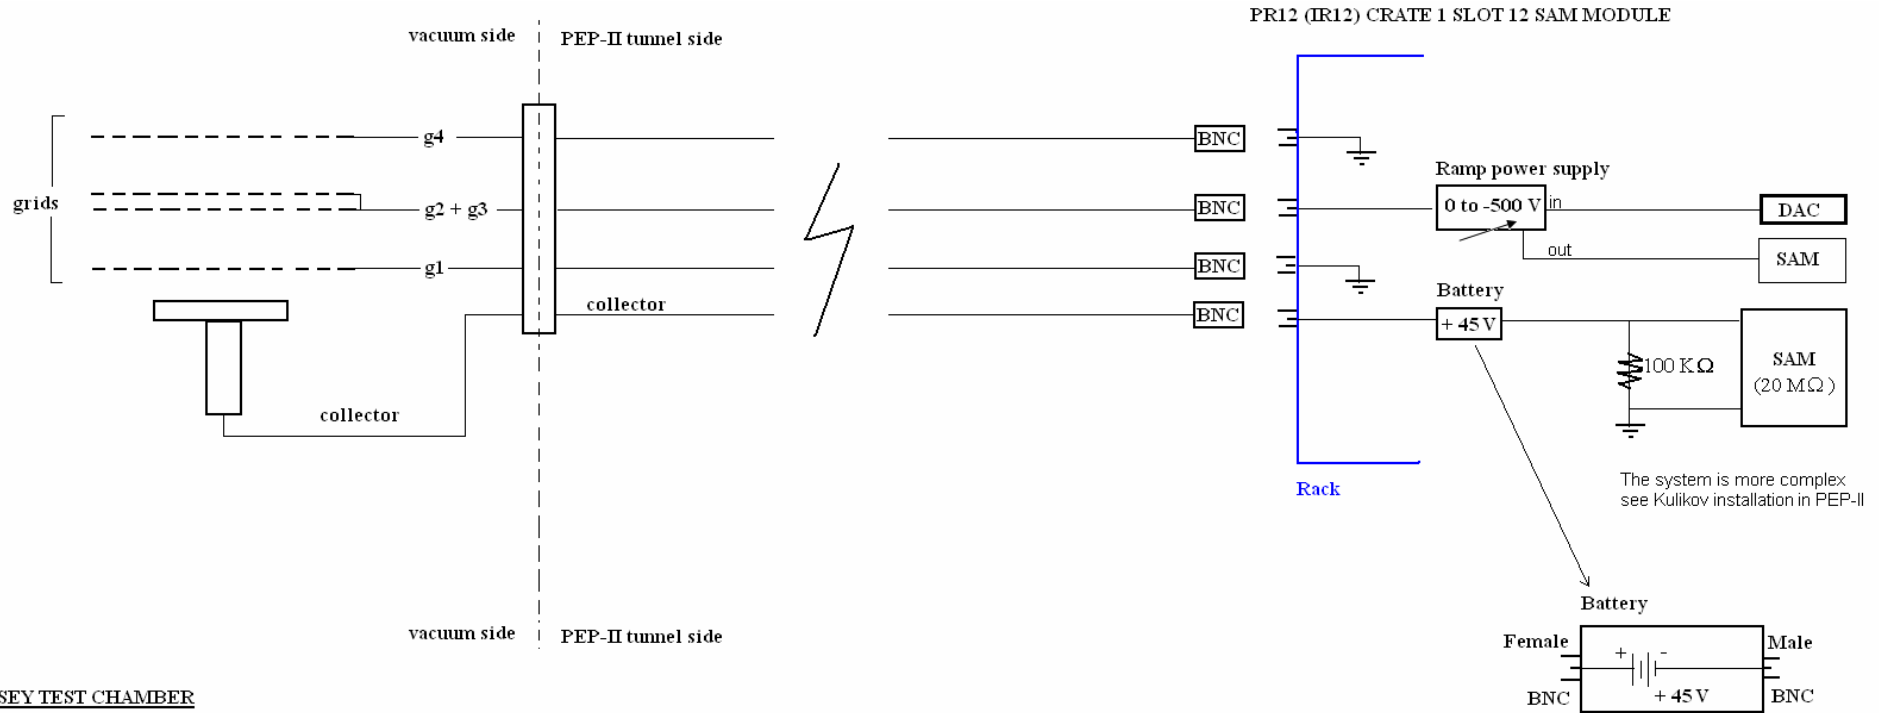 PR12 (IR12) CRATE 1 SLOT 12 SAM MODULE
vacuum side
PEP-II tunnel side
grids
g4
g2 + g3
g1
collector
collector
BNC
BNC
BNC
BNC
Ramp power supply
0 to -500 V
in
out
DAC
SAM
Battery
+ 45 V
100 KΩ
SAM
(20 MΩ )
Rack
The system is more complex
see Kulikov installation in PEP-II
vacuum side
PEP-II tunnel side
Battery
Female
Male
+ -
BNC
+ 45 V
BNC
SEY TEST CHAMBER